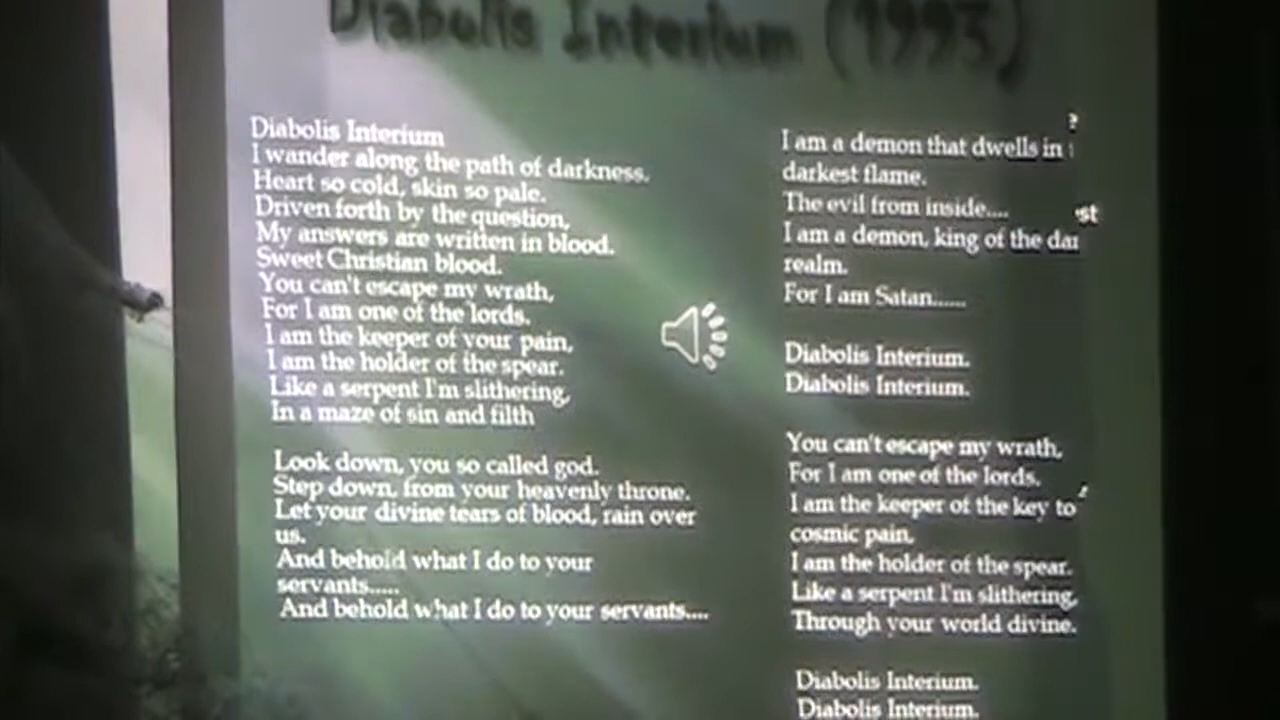 Diabolis Interium (1995)
Diabolis Interium
I wander along the path of darkness.
Heart so cold, skin so pale.
Driven forth by the question,
My answers are written in blood.
Sweet Christian blood.
You can't escape my wrath,
For I am one of the lords.
I am the keeper of your pain,
I am the holder of the spear.
Like a serpent I'm slithering,
In a maze of sin and filth
Look down, you so called god.
Step down, from your heavenly throne.
Let your divine tears of blood, rain over
us.
And behold what I do to your
servants.....
And behold what I do to your servants....
?
I am a demon that dwells in
darkest flame.
The evil from inside....
st
I am a demon, king of the
realm.
For I am Satan......
Diabolis Interium.
Diabolis Interium.
You can't escape my wrath,
For I am one of the lords.
I am the keeper of the key to
cosmic pain,
I am the holder of the spear.
Like a serpent I'm slithering,
Through your world divine.
Diabolis Interium.
Diabolis Interium.